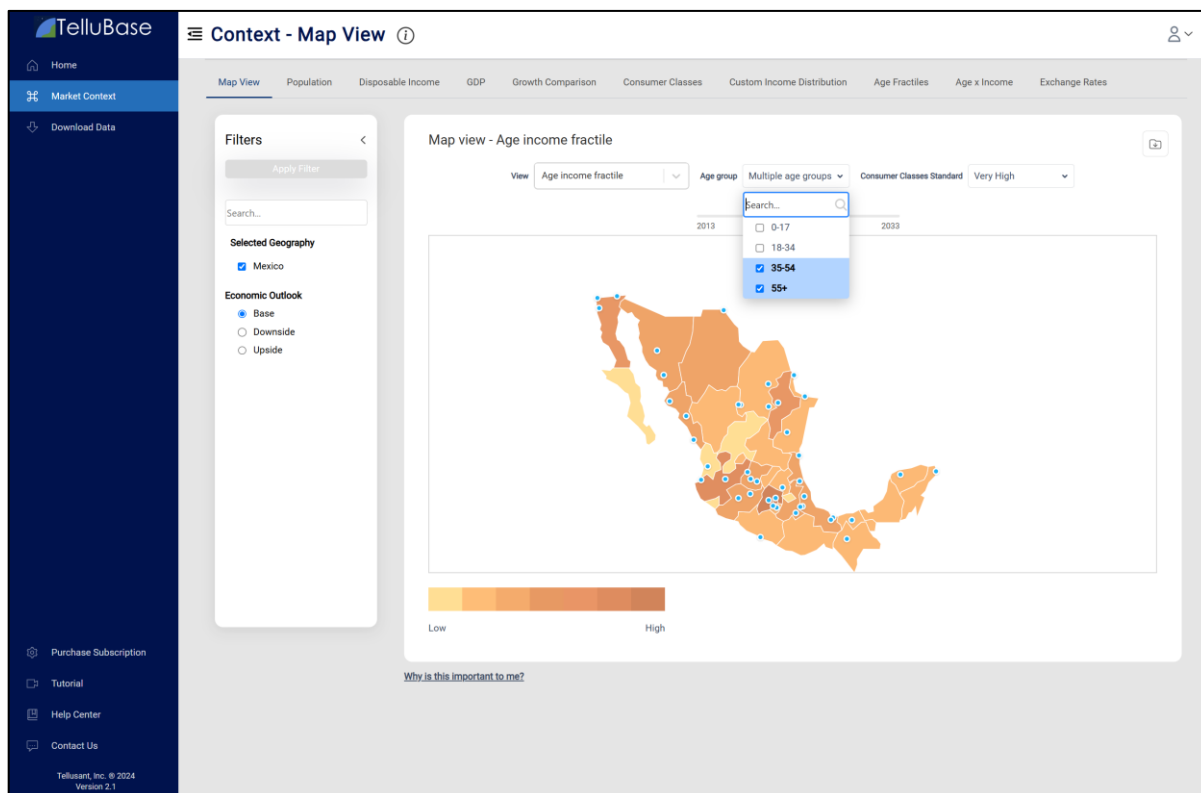 TelluBase
Context - Map View i
Home
Market Context
Download Data
Map View Population Disposable Income GDP Growth Comparison Consumer Classes Custom Income Distribution Age Fractiles Age x Income Exchange Rates
Filters
Apply Filter
Search...
Selected Geography
Mexico
Economic Outlook
Base
Downside
Upside
Map view - Age income fractile
View Age income fractile Age group Multiple age groups Consumer Classes Standard Very High
Search...
2013 2033
0-17
18-34
35-54
55+
Low High
Why is this important to me?
Purchase Subscription
Tutorial
Help Center
Contact Us
Tellusant, Inc. ® 2024
Version 2.1